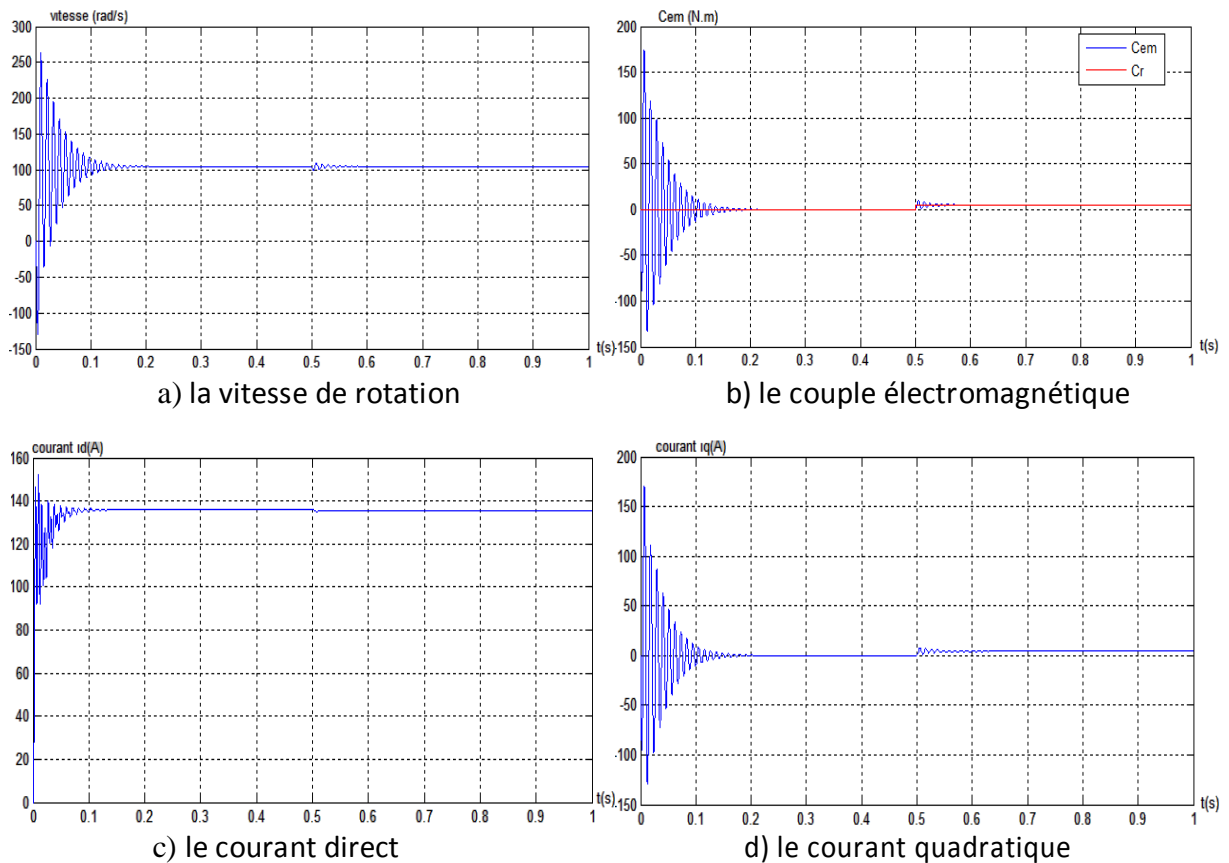 vitesse (rad/s)
300
250
200
150
100
50
0
-50
-100
-150
0 0.1 0.2 0.3 0.4 0.5 0.6 0.7 0.8 0.9 1
t(s)
a) la vitesse de rotation
Cem (N.m)
200
150
100
50
0
-50
-100
-150
0 0.1 0.2 0.3 0.4 0.5 0.6 0.7 0.8 0.9 1
t(s)
Cem
Cr
b) le couple électromagnétique
courant id(A)
160
140
120
100
80
60
40
20
0
0 0.1 0.2 0.3 0.4 0.5 0.6 0.7 0.8 0.9 1
t(s)
c) le courant direct
courant iq(A)
200
150
100
50
0
-50
-100
-150
0 0.1 0.2 0.3 0.4 0.5 0.6 0.7 0.8 0.9 1
t(s)
d) le courant quadratique